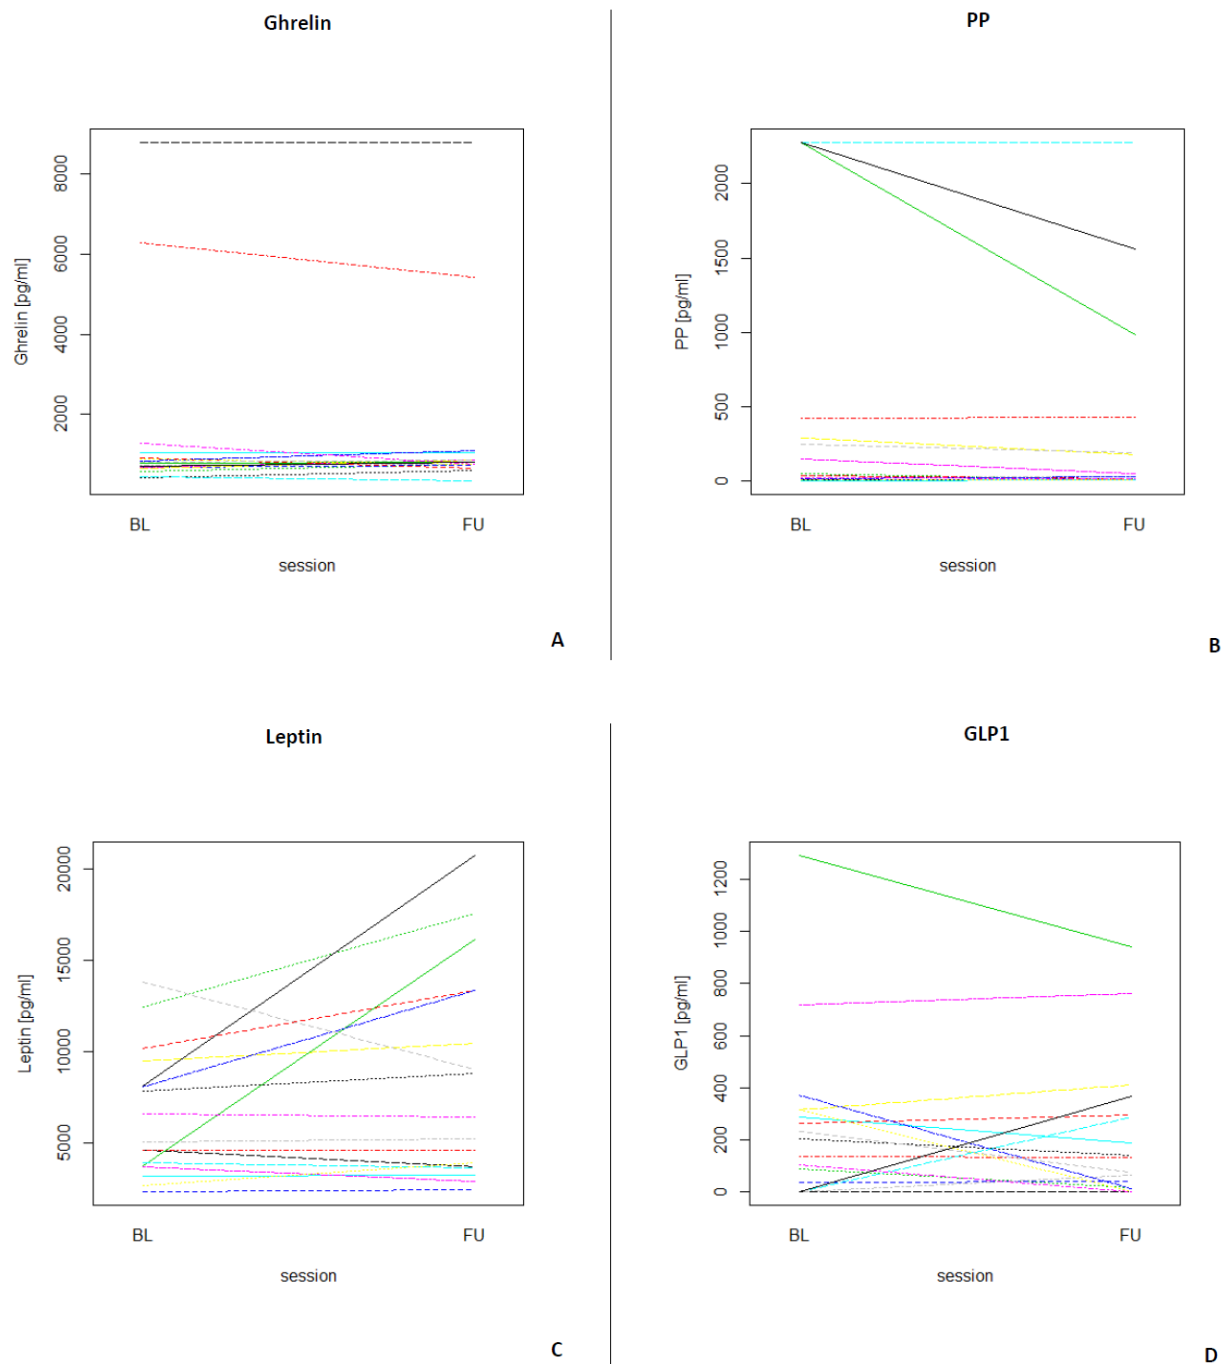 Ghrelin
Ghrelin [pg/ml]
8000
6000
4000
2000
BL
FU
session
A
PP
PP [pg/ml]
2000
1500
1000
500
0
BL
FU
session
B
Leptin
Leptin [pg/ml]
20000
15000
10000
5000
BL
FU
session
C
GLP1
GLP1 [pg/ml]
1200
1000
800
600
400
200
0
BL
FU
session
D